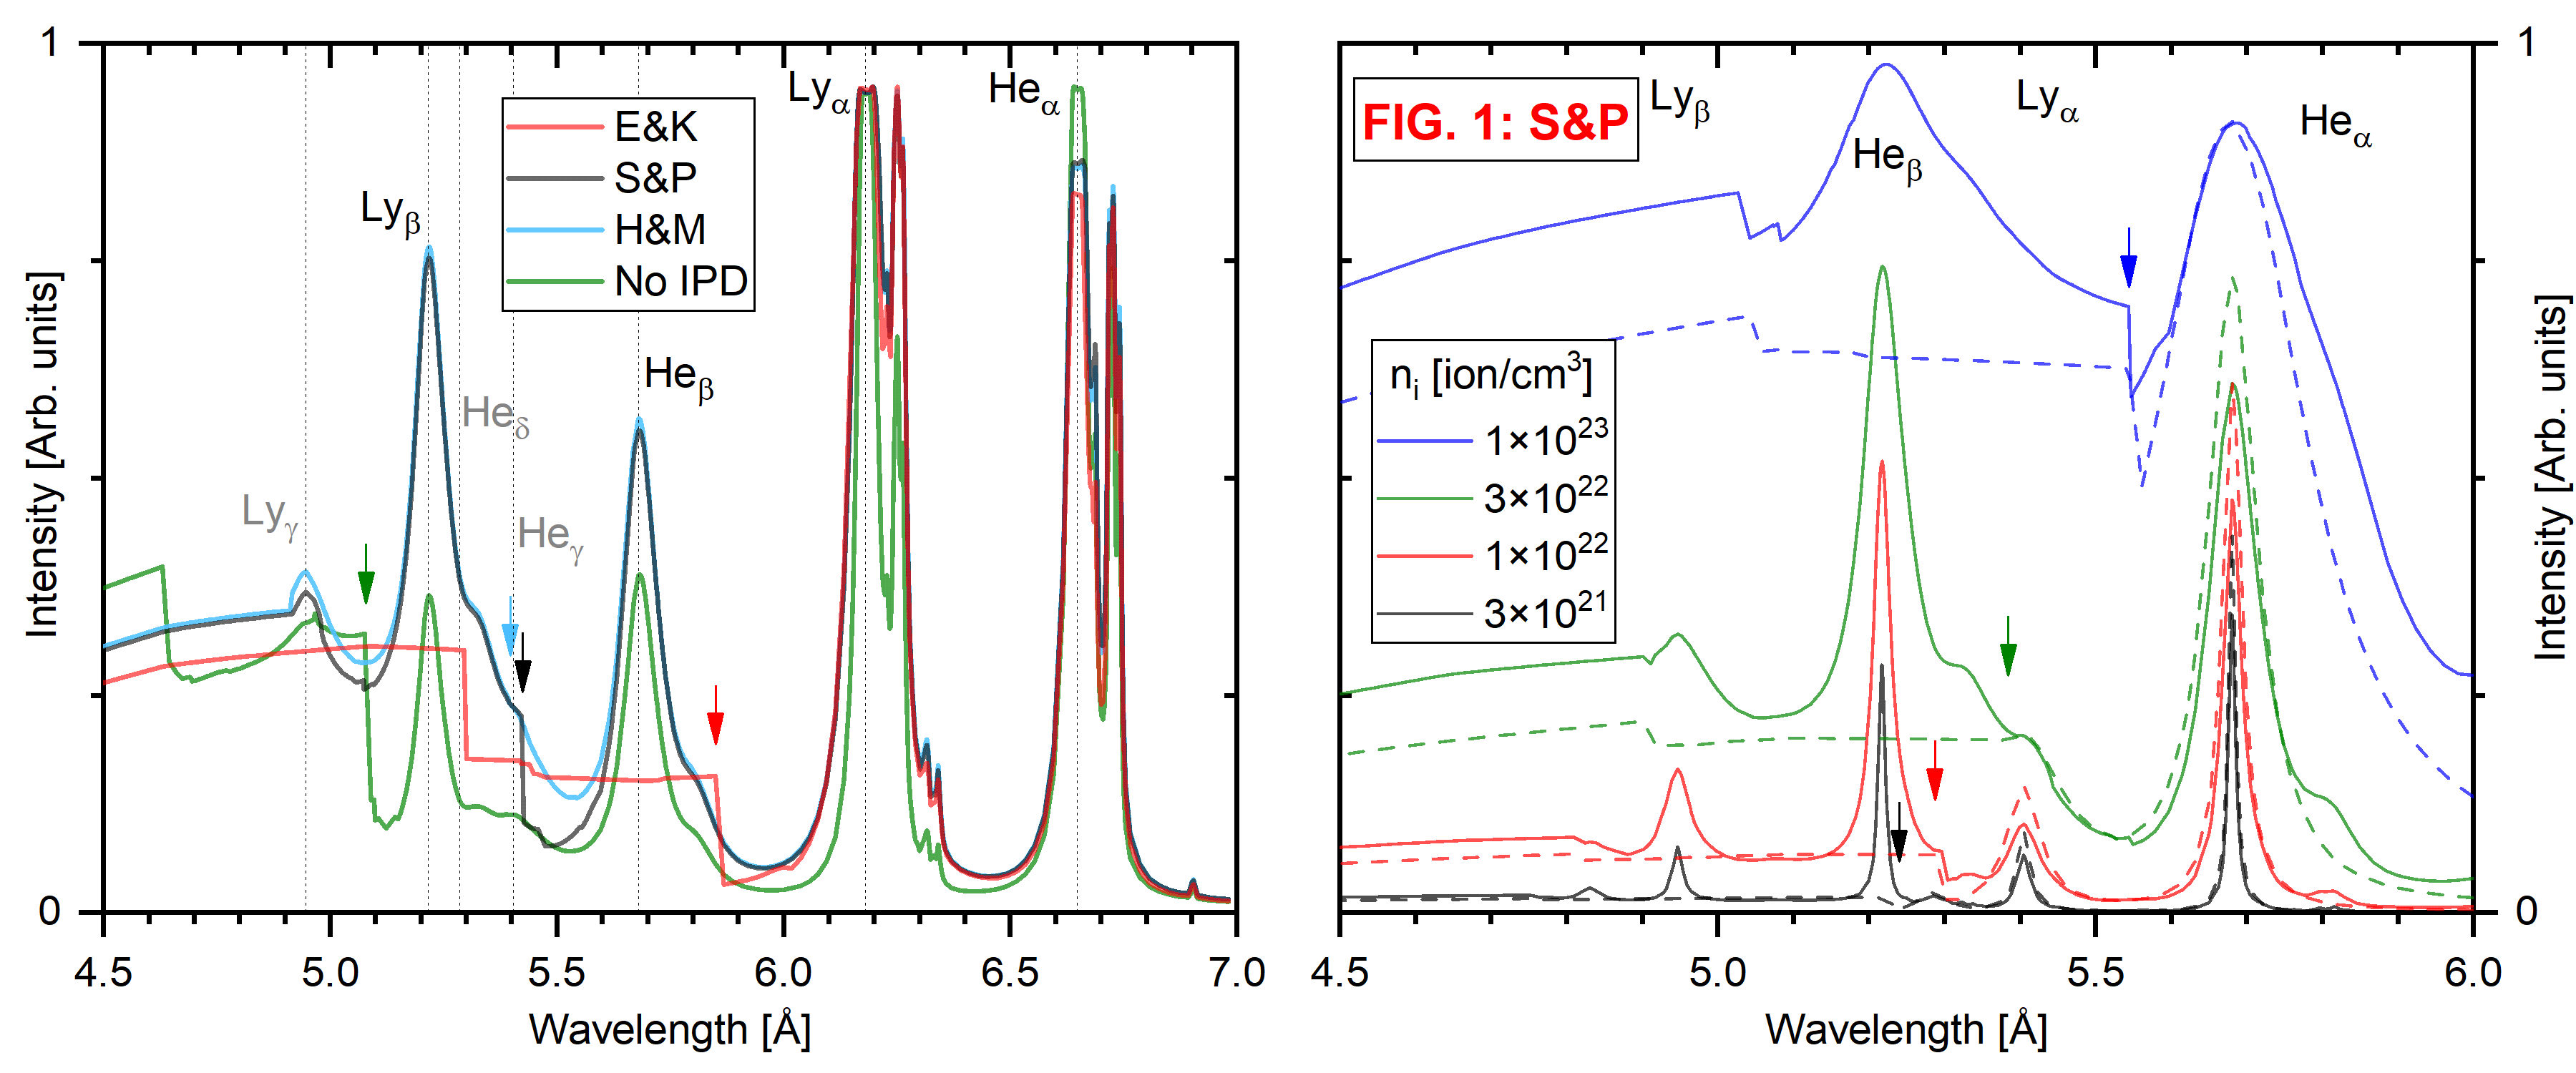 1
Intensity [Arb. units]
0
4.5 5.0 5.5 6.0 6.5 7.0
Wavelength [Å]
E&K
S&P
H&M
No IPD
Lyγ
Lyβ
Heδ
Heγ
Heβ
Lyα
Heα
FIG. 1: S&P
Lyβ
Heβ
Lyα
Heα
nᵢ [ion/cm³]
1×10²³
3×10²²
1×10²²
3×10²¹
1
Intensity [Arb. units]
0
4.5 5.0 5.5 6.0
Wavelength [Å]